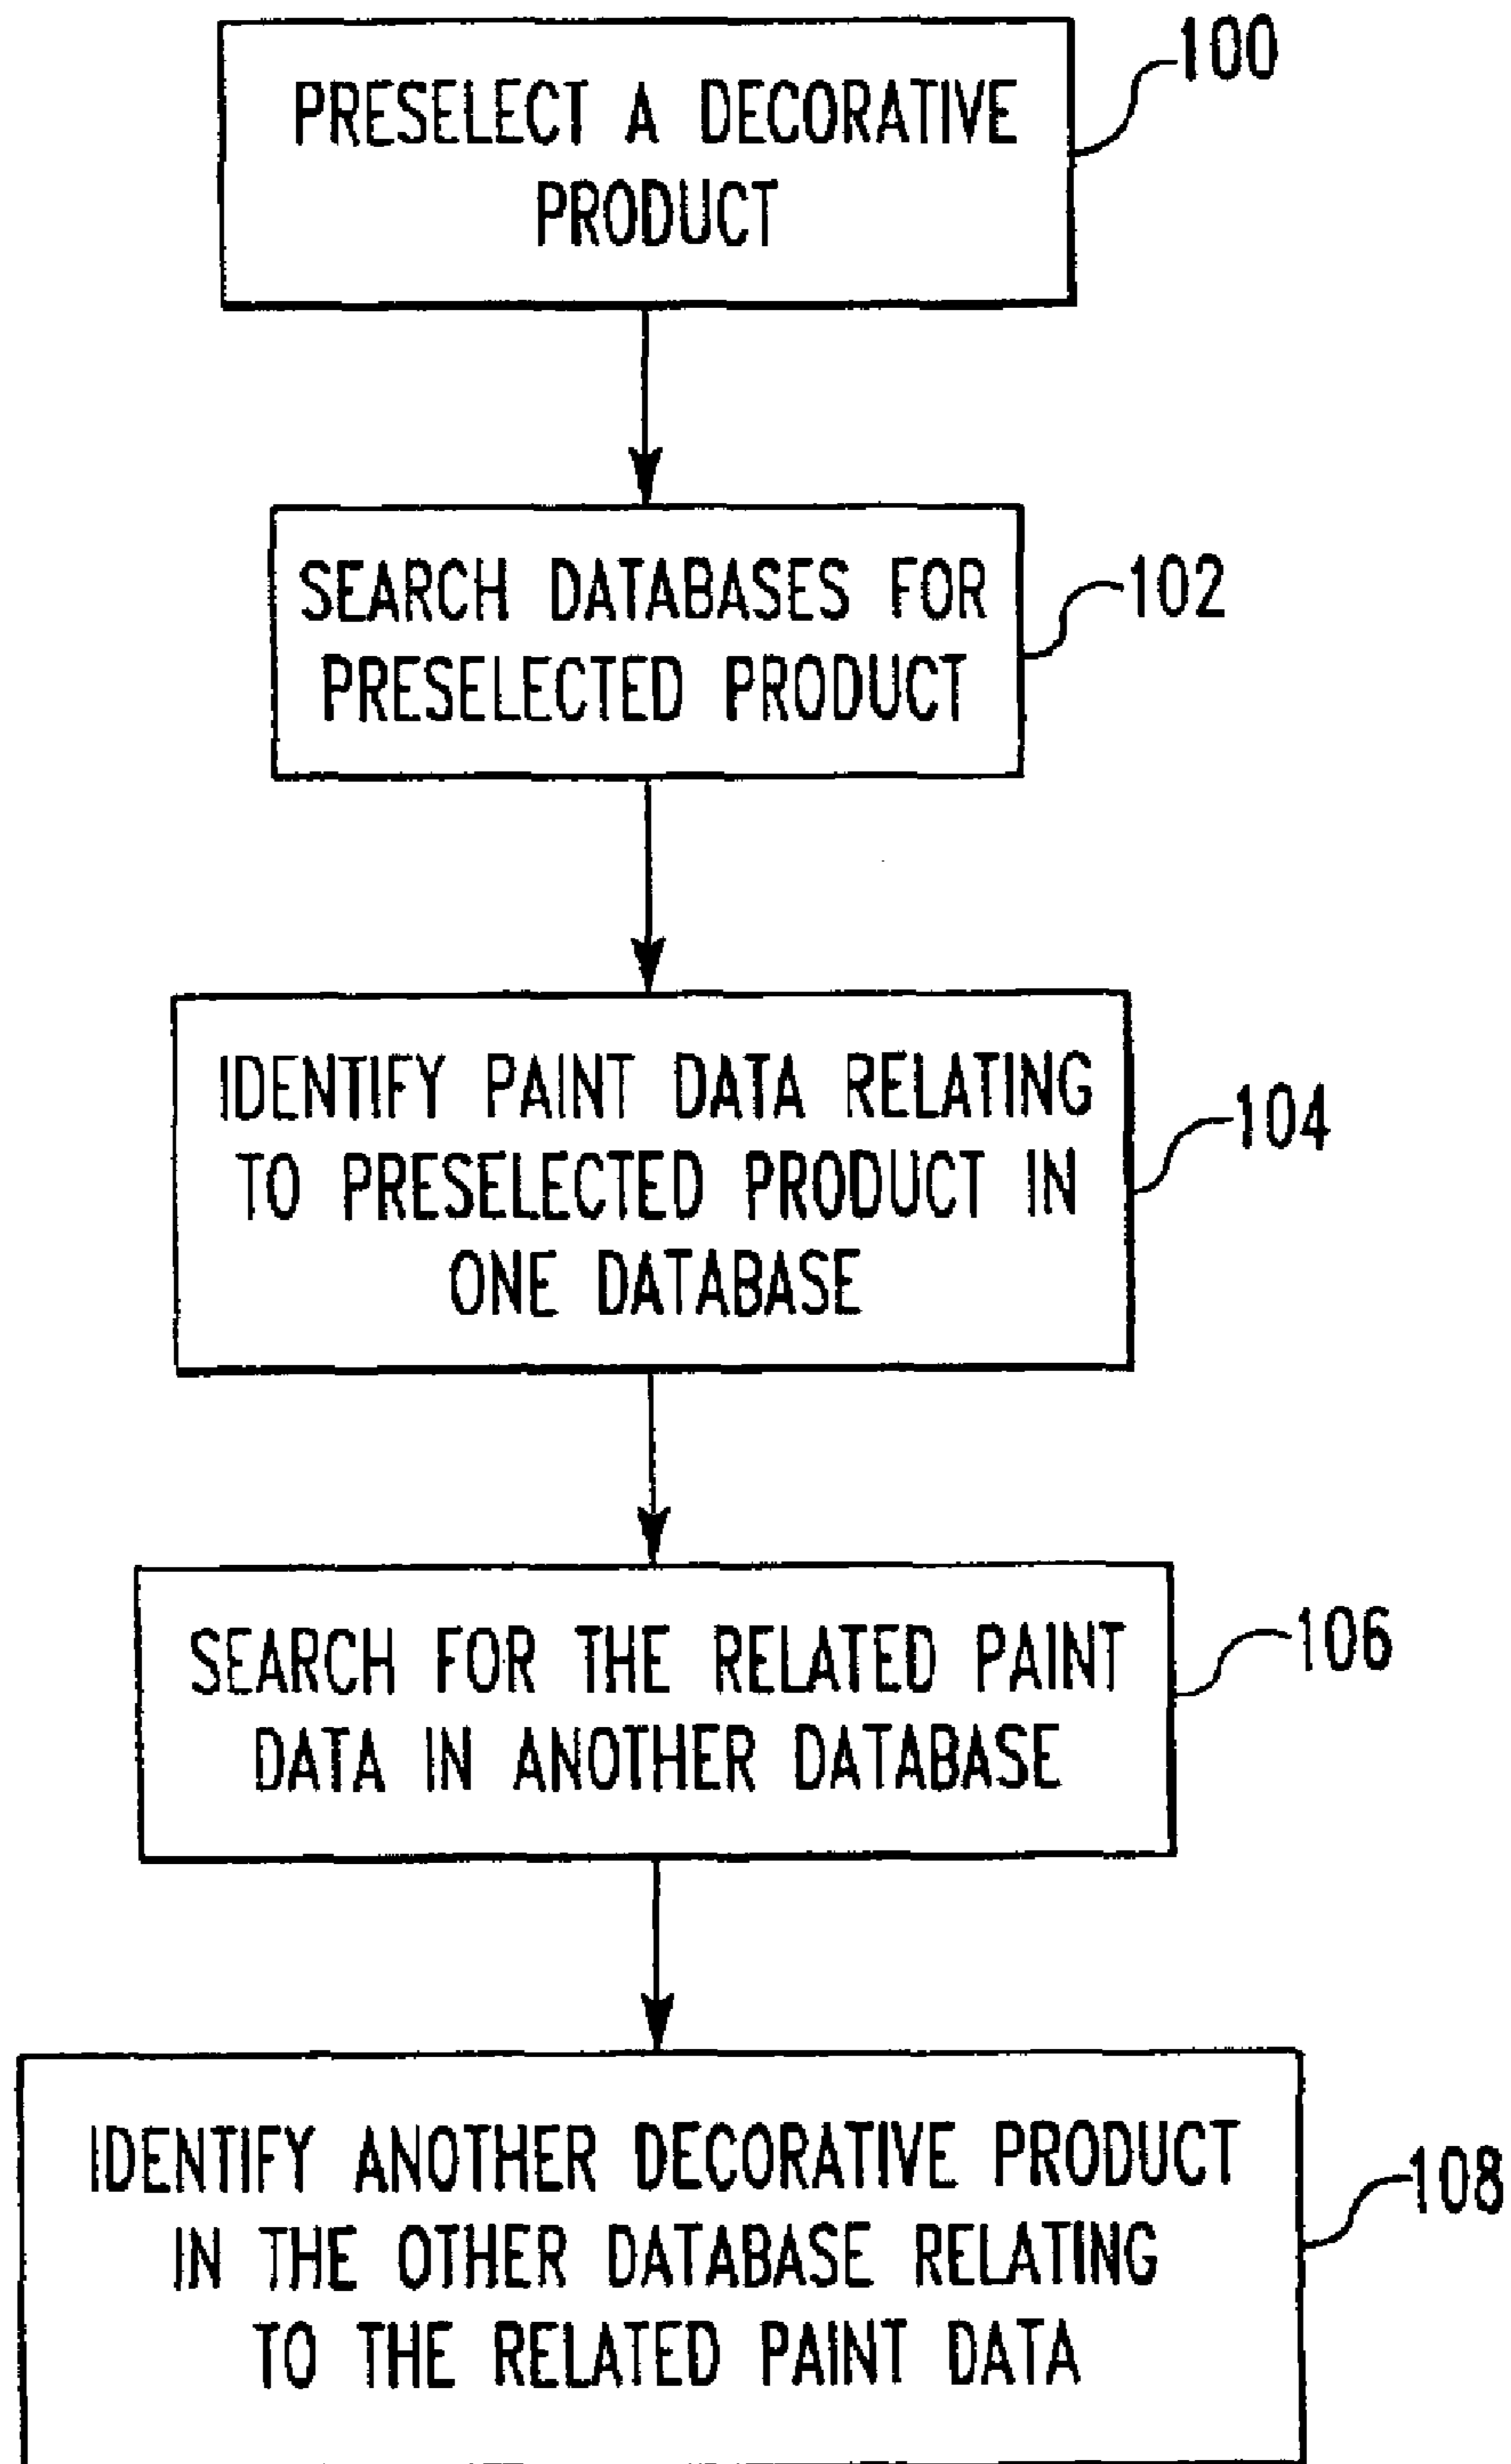 PRESELECT A DECORATIVE
PRODUCT
100
SEARCH DATABASES FOR
PRESELECTED PRODUCT
102
IDENTIFY PAINT DATA RELATING
TO PRESELECTED PRODUCT IN
ONE DATABASE
104
SEARCH FOR THE RELATED PAINT
DATA IN ANOTHER DATABASE
106
IDENTIFY ANOTHER DECORATIVE PRODUCT
IN THE OTHER DATABASE RELATING
TO THE RELATED PAINT DATA
108